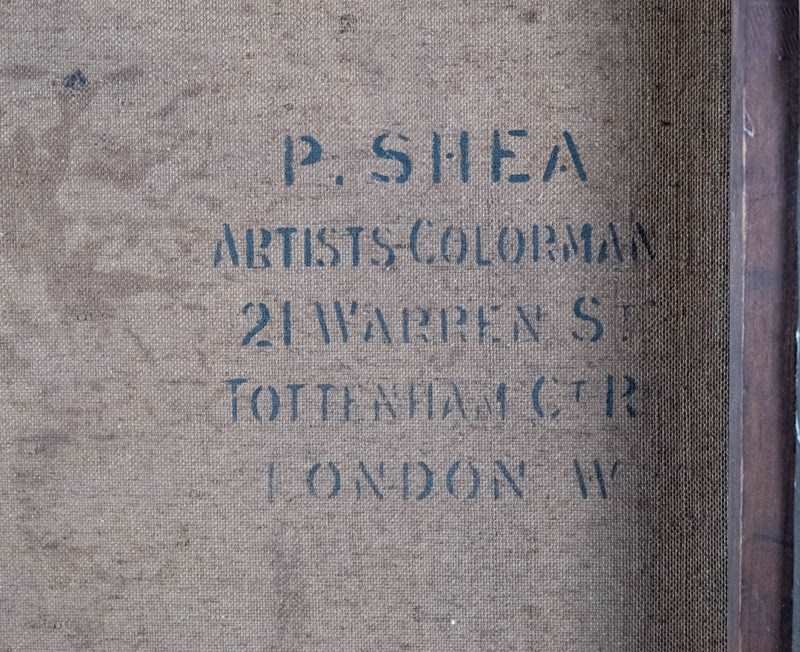 P. SHEA
ARTISTS-COLORMAN
21 WARREN ST
TOTTENHAM CT R
LONDON W